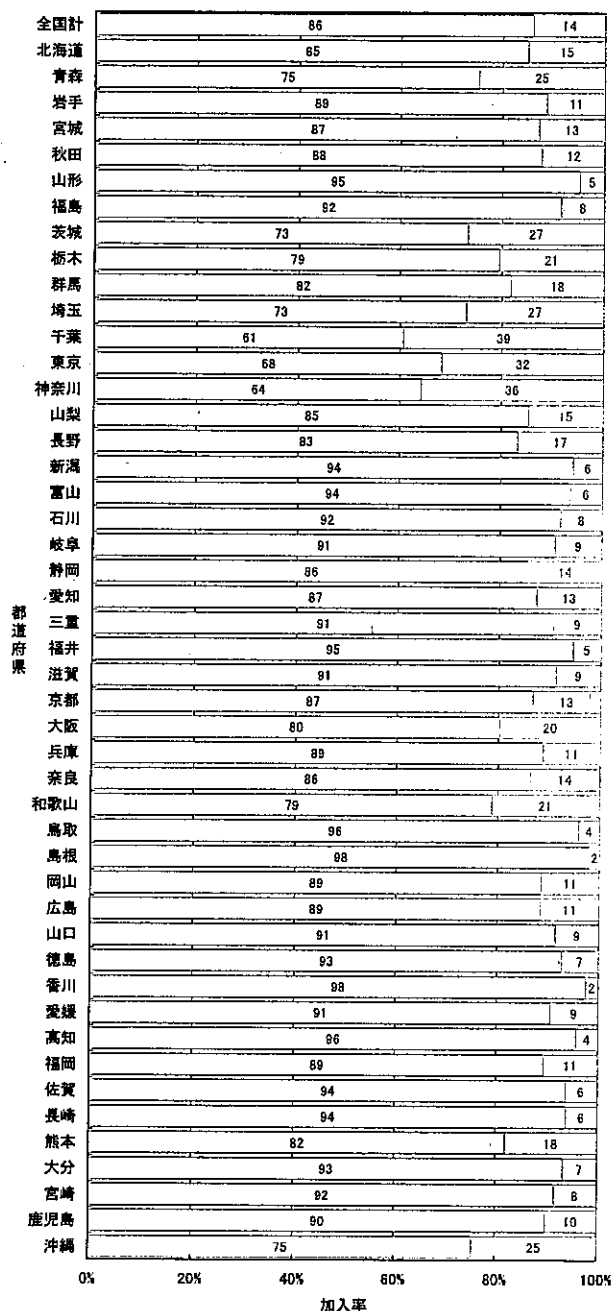 全国計 86 14
北海道 85 15
青森 75 25
岩手 89 11
宮城 87 13
秋田 88 12
山形 95 5
福島 92 8
茨城 73 27
栃木 79 21
群馬 82 18
埼玉 73 27
千葉 61 39
東京 68 32
神奈川 64 36
山梨 85 15
長野 83 17
新潟 94 6
富山 94 6
石川 92 8
岐阜 91 9
静岡 86 14
愛知 87 13
三重 91 9
福井 95 5
滋賀 91 9
京都 87 13
大阪 80 20
兵庫 89 11
奈良 86 14
和歌山 79 21
鳥取 96 4
島根 98 2
岡山 89 11
広島 89 11
山口 91 9
徳島 93 7
香川 98 2
愛媛 91 9
高知 96 4
福岡 89 11
佐賀 94 6
長崎 94 6
熊本 82 18
大分 93 7
宮崎 92 8
鹿児島 90 10
沖縄 75 25
都道府県
0% 20% 40% 60% 80% 100%
加入率